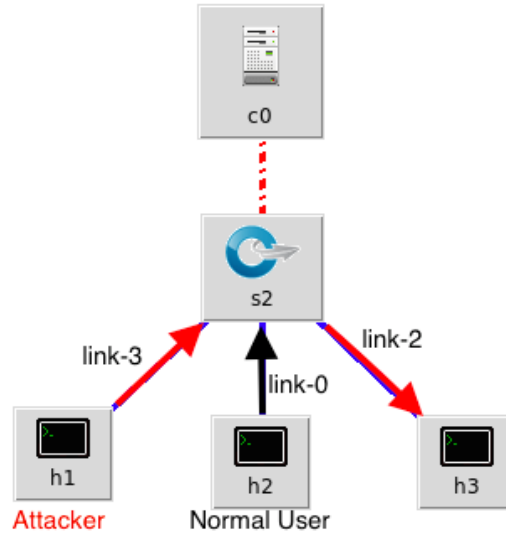 c0
s2
link-3
link-2
link-0
h1
h2
h3
Attacker
Normal User